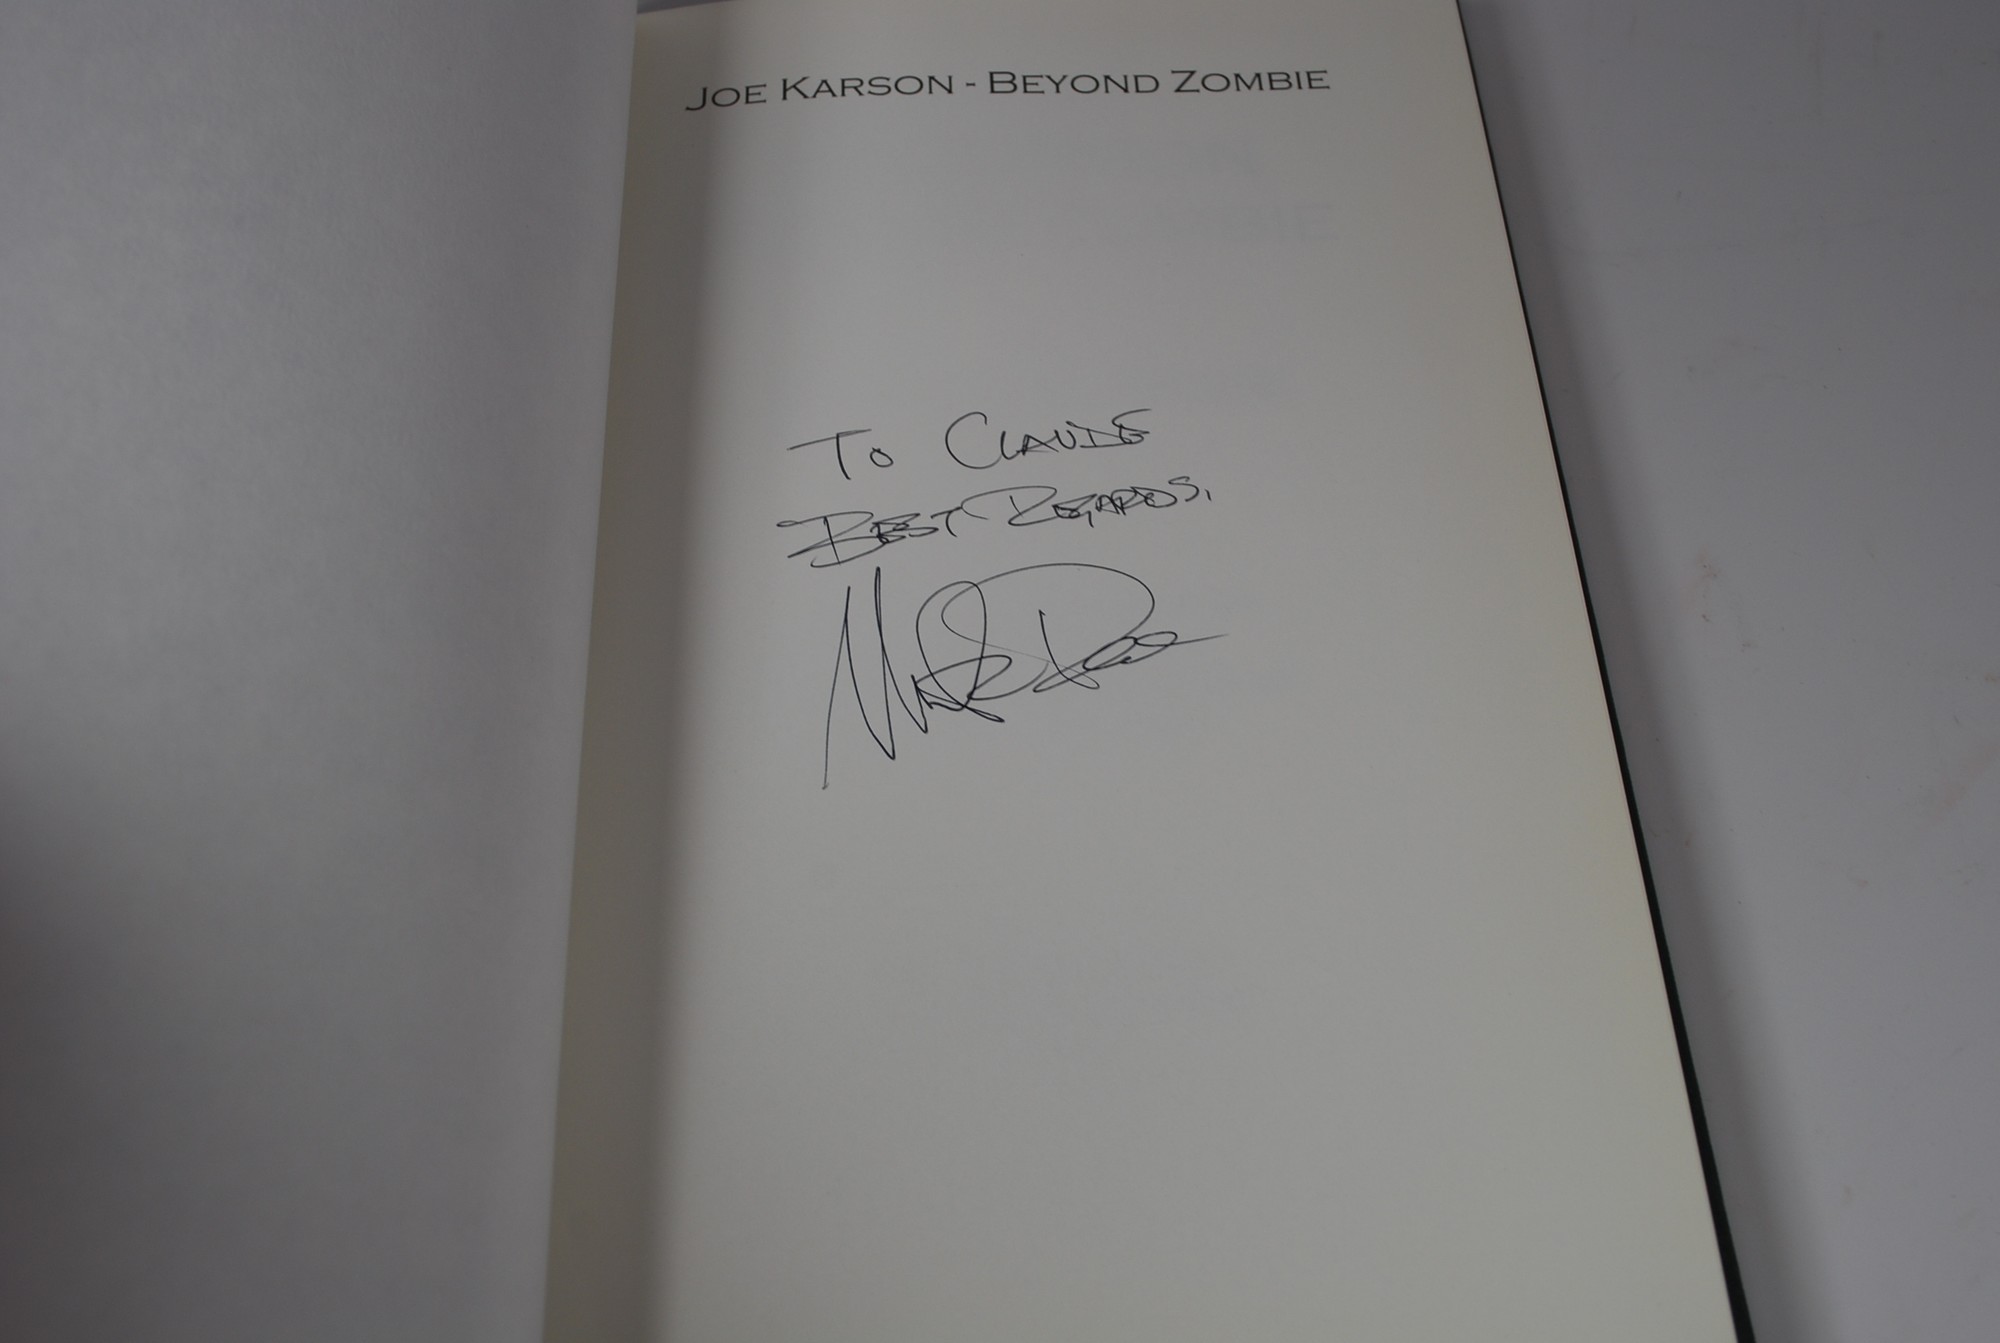 JOE KARSON - BEYOND ZOMBIE
TO CLAUDE
BEST REGARDS,